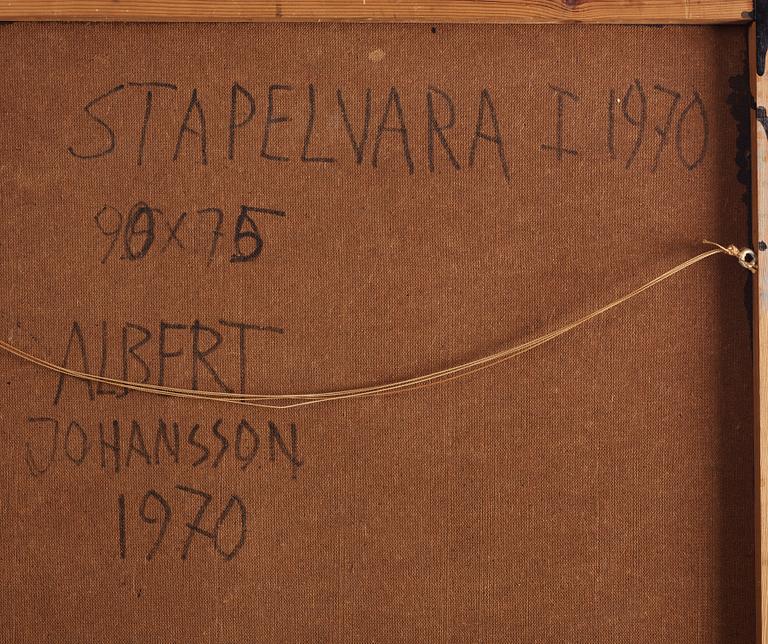 STAPELVARA I 1970
90X75
ALBERT
JOHANSSON
1970